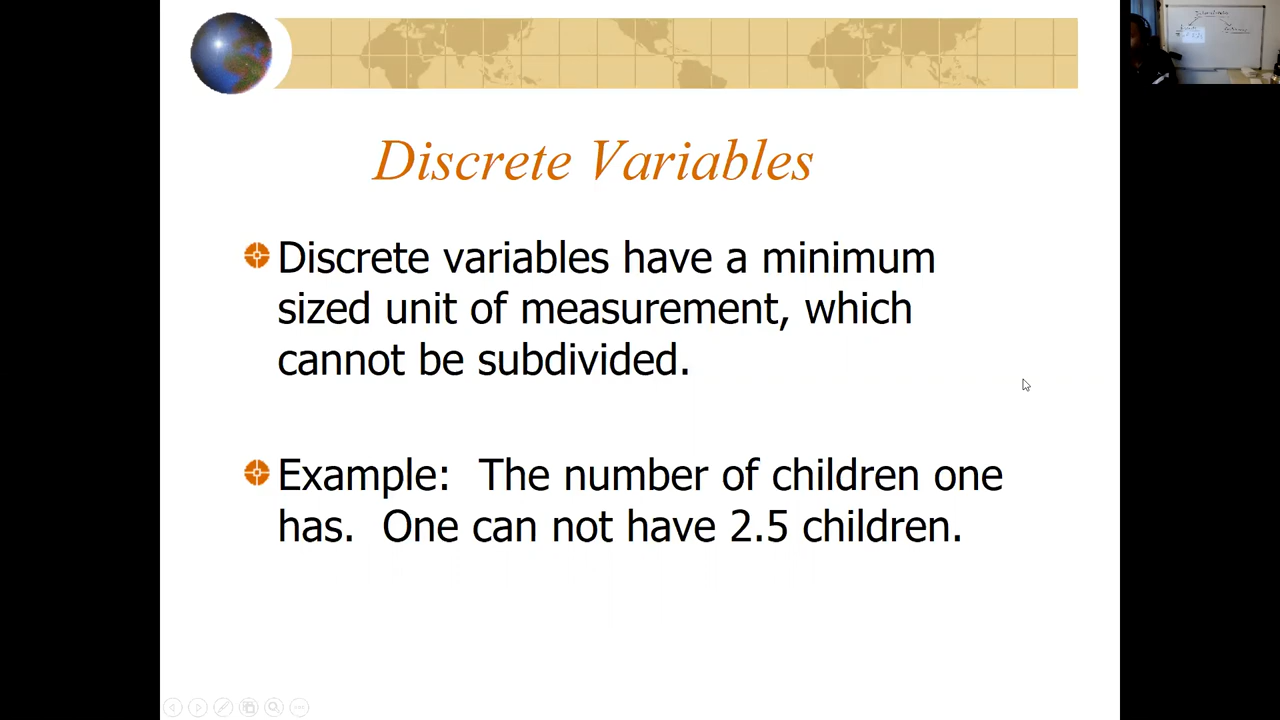 Discrete Variables
Discrete variables have a minimum
sized unit of measurement, which
cannot be subdivided.
Example: The number of children one
has. One can not have 2.5 children.